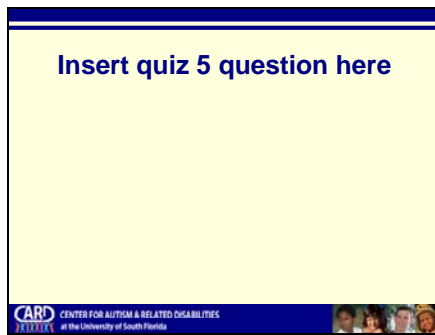 Insert quiz 5 question here
CARD CENTER FOR AUTISM & RELATED DISABILITIES
at the University of South Florida